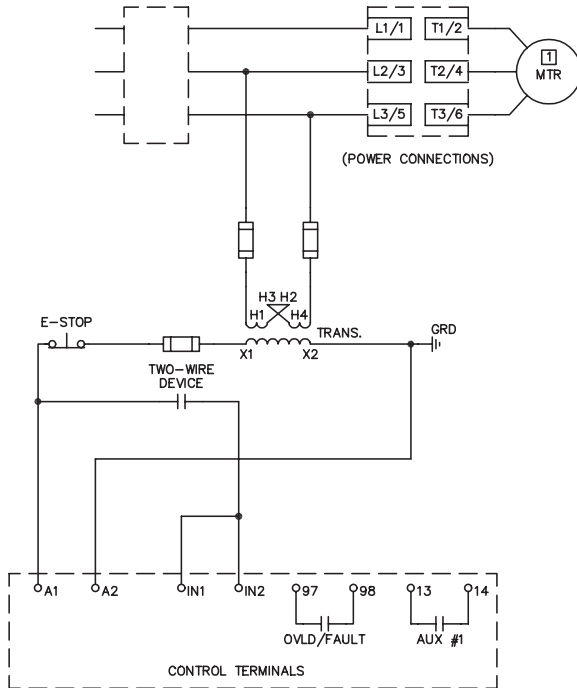 L1/1 T1/2
1
MTR
L2/3 T2/4
L3/5 T3/6
(POWER CONNECTIONS)
H3 H2
H1 H4
E-STOP
TRANS.
GRD
X1 X2
TWO-WIRE
DEVICE
A1 A2 IN1 IN2 97 98 13 14
OVLD/FAULT AUX #1
CONTROL TERMINALS